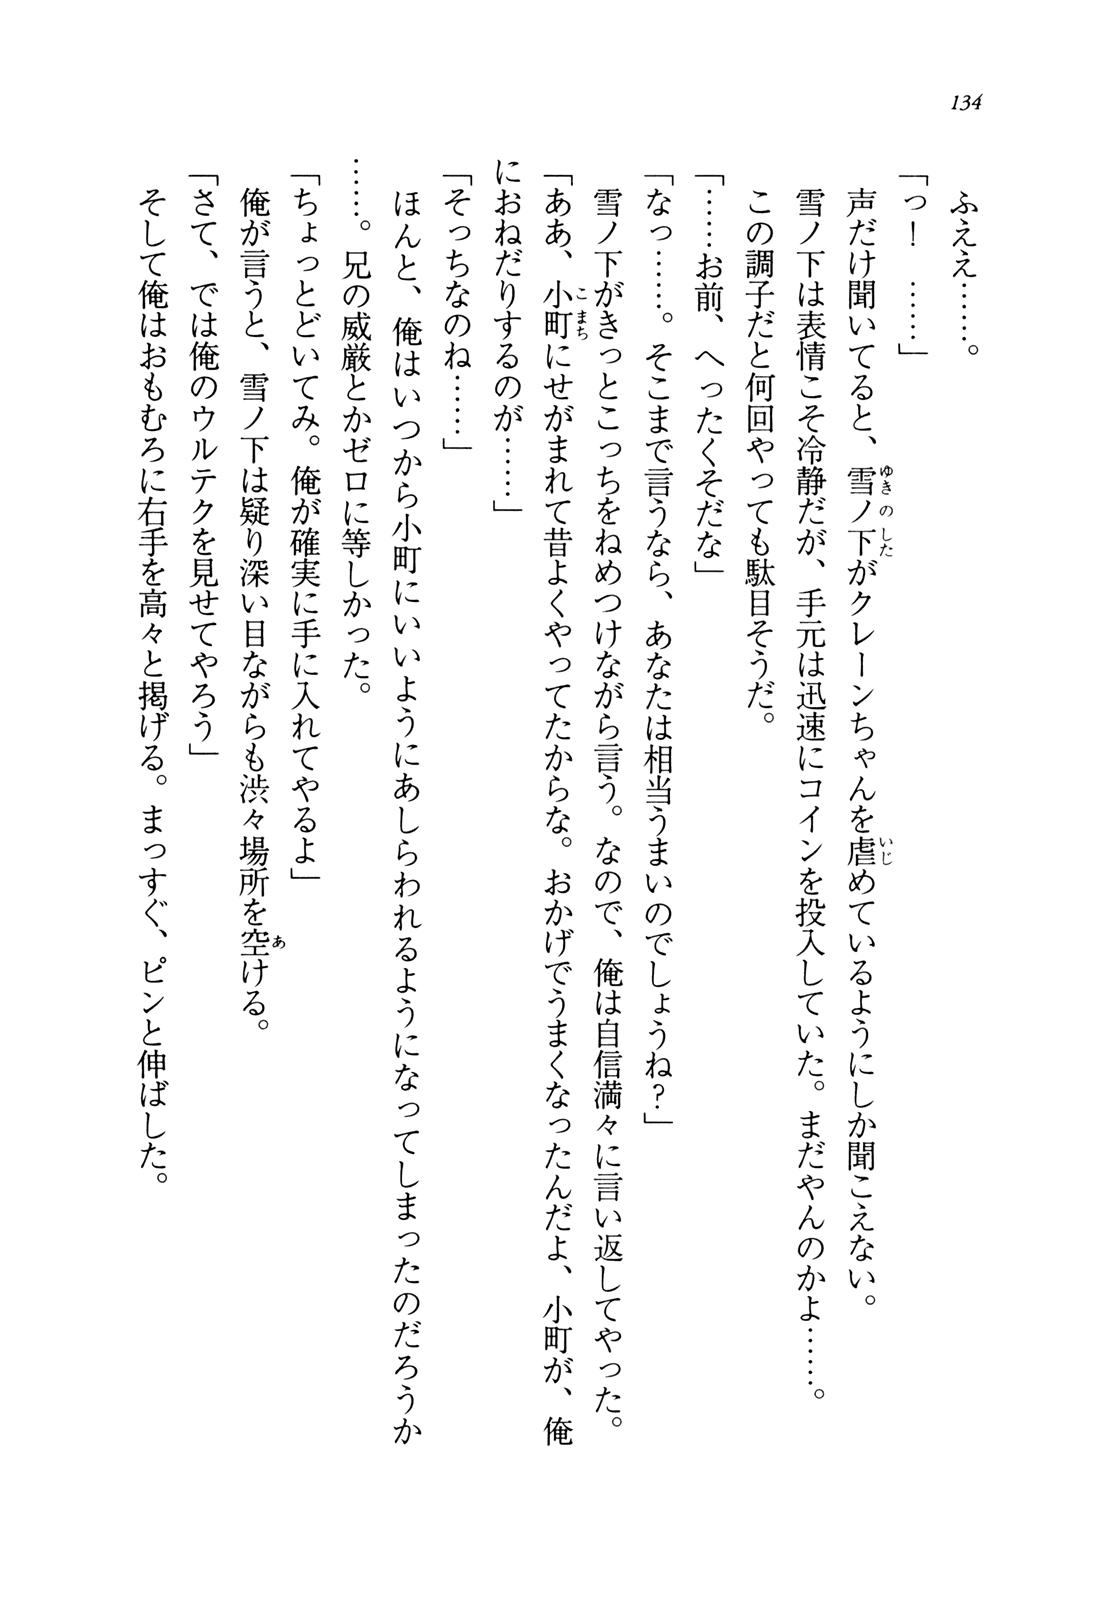 134
ふええ……。
「っ！　……」
声だけ聞いてると、雪ノ下がクレーンちゃんを虐めているようにしか聞こえない。
雪ノ下は表情こそ冷静だが、手元は迅速にコインを投入していた。まだやんのかよ……。
この調子だと何回やっても駄目そうだ。
「……お前、へったくそだな」
「なっ……。そこまで言うなら、あなたは相当うまいのでしょうね？」
雪ノ下がきっとこっちをねめつけながら言う。なので、俺は自信満々に言い返してやった。
「ああ、小町にせがまれて昔よくやってたからな。おかげでうまくなったんだよ、小町が、俺
におねだりするのが……」
「そっちなのね……」
ほんと、俺はいつから小町にいいようにあしらわれるようになってしまったのだろうか
……。兄の威厳とかゼロに等しかった。
「ちょっとどいてみ。俺が確実に手に入れてやるよ」
俺が言うと、雪ノ下は疑り深い目ながらも渋々場所を空ける。
「さて、では俺のウルテクを見せてやろう」
そして俺はおもむろに右手を高々と掲げる。まっすぐ、ピンと伸ばした。